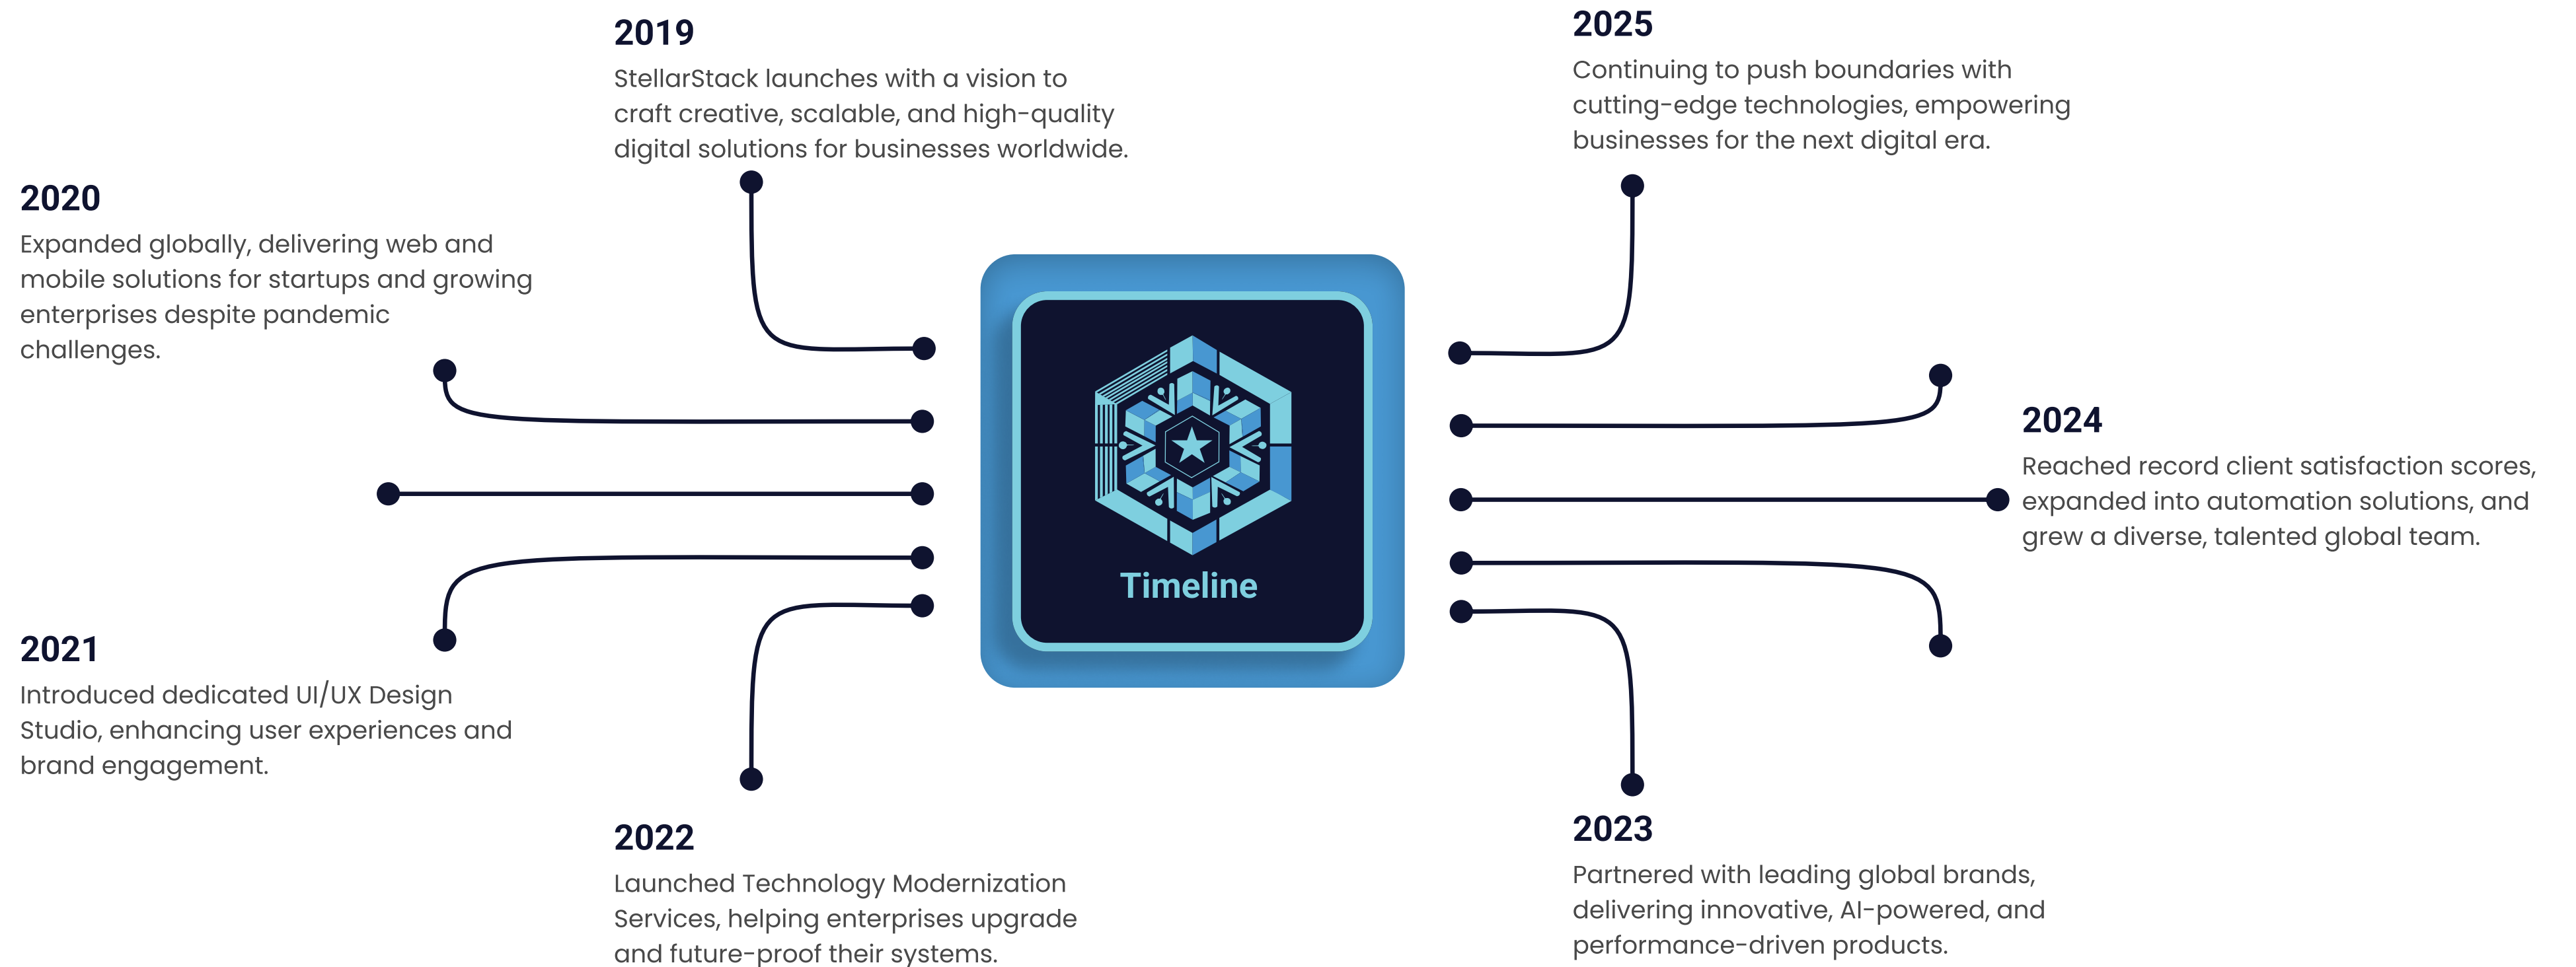 2019
StellarStack launches with a vision to
craft creative, scalable, and high-quality
digital solutions for businesses worldwide.
2020
Expanded globally, delivering web and
mobile solutions for startups and growing
enterprises despite pandemic
challenges.
2021
Introduced dedicated UI/UX Design
Studio, enhancing user experiences and
brand engagement.
2022
Launched Technology Modernization
Services, helping enterprises upgrade
and future-proof their systems.
Timeline
2025
Continuing to push boundaries with
cutting-edge technologies, empowering
businesses for the next digital era.
2024
Reached record client satisfaction scores,
expanded into automation solutions, and
grew a diverse, talented global team.
2023
Partnered with leading global brands,
delivering innovative, AI-powered, and
performance-driven products.